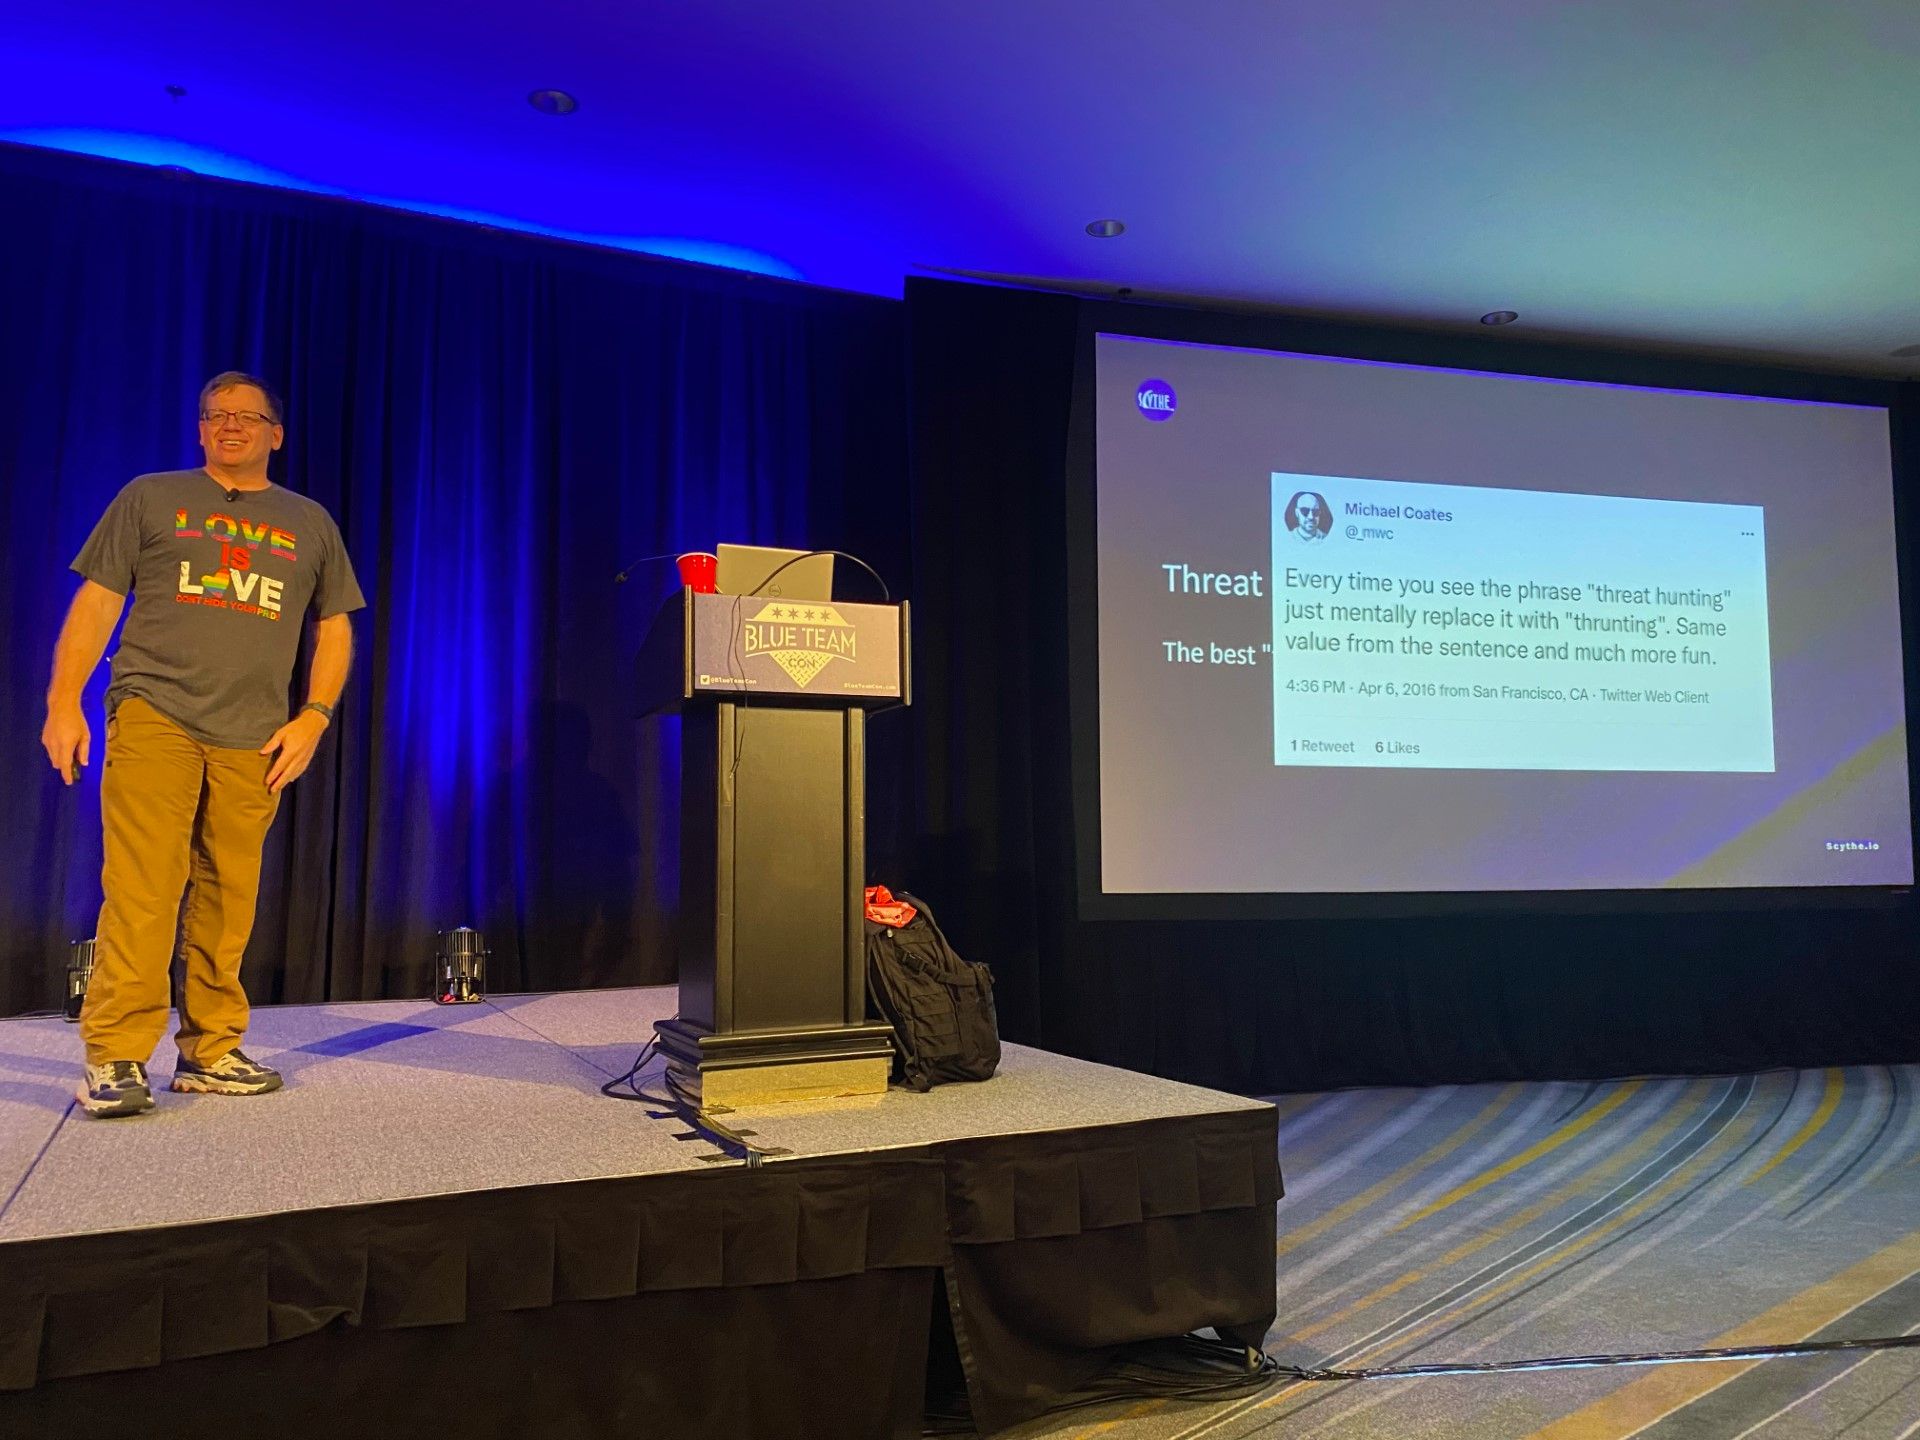 LOVE
IS
LOVE
DON'T HIDE YOUR PRIDE
BLUE TEAM
CON
@BlueTeamCon
BlueTeamCon.com
SCYTHE
Threat
The best "
Michael Coates
@_mwc
Every time you see the phrase "threat hunting"
just mentally replace it with "thrunting". Same
value from the sentence and much more fun.
4:36 PM · Apr 6, 2016 from San Francisco, CA · Twitter Web Client
1 Retweet 6 Likes
Scythe.io